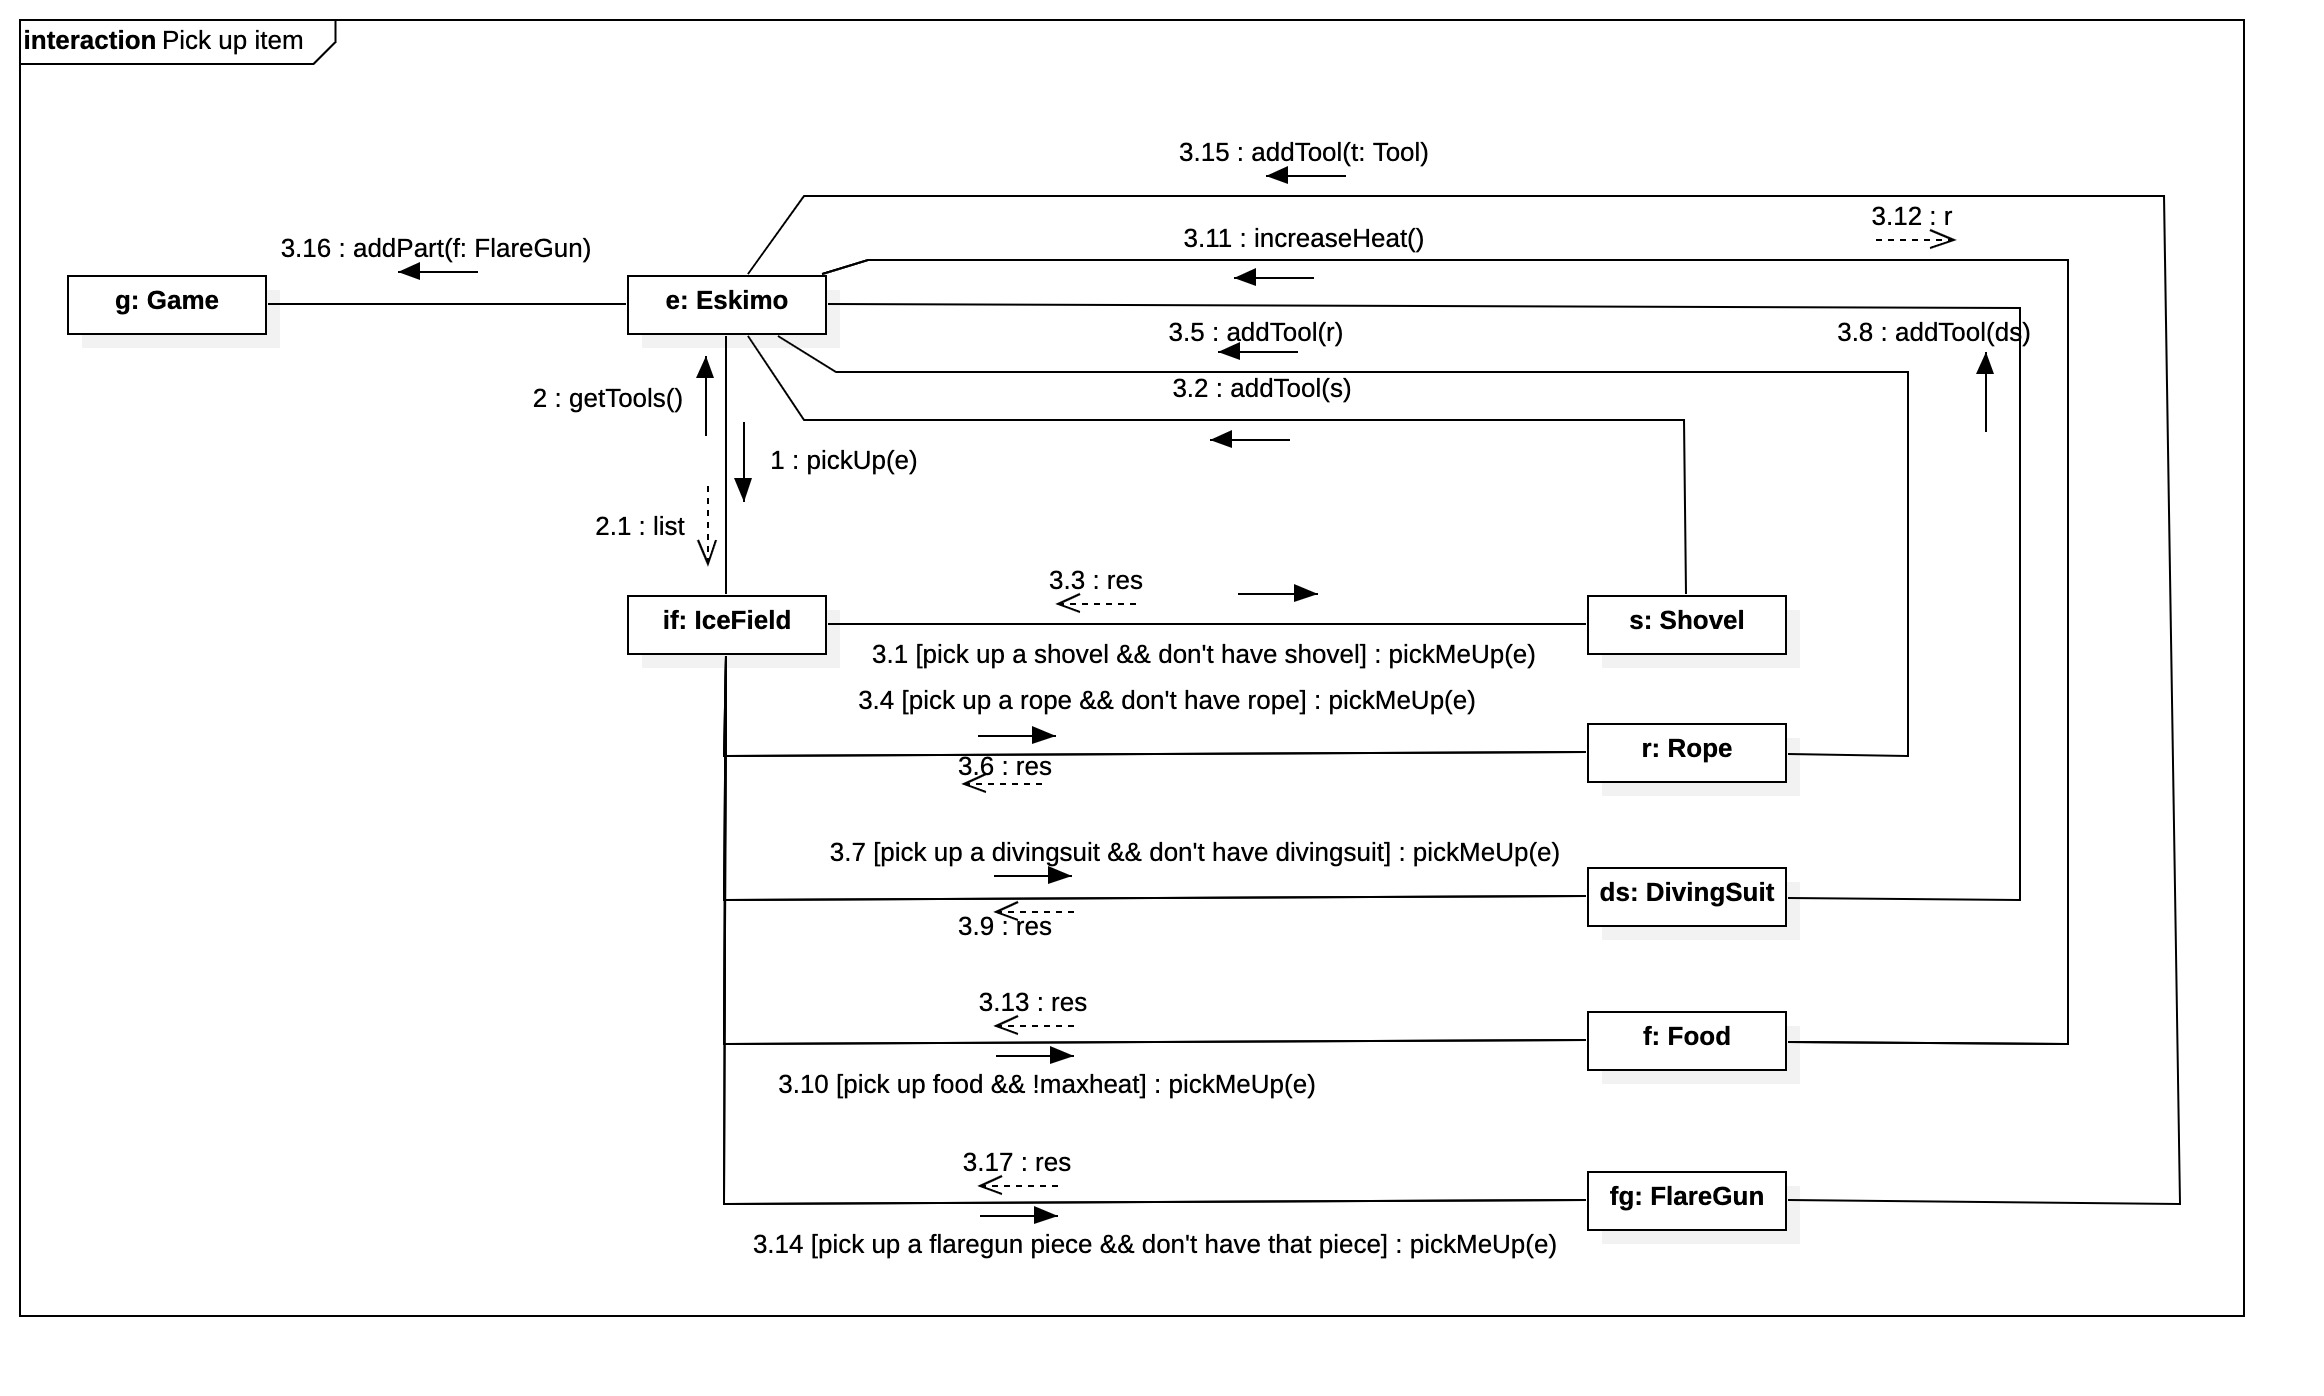 interaction Pick up item
3.15 : addTool(t: Tool)
3.12 : r
3.11 : increaseHeat()
3.16 : addPart(f: FlareGun)
g: Game
e: Eskimo
3.5 : addTool(r)
3.8 : addTool(ds)
3.2 : addTool(s)
2 : getTools()
1 : pickUp(e)
2.1 : list
3.3 : res
if: IceField
s: Shovel
3.1 [pick up a shovel && don't have shovel] : pickMeUp(e)
3.4 [pick up a rope && don't have rope] : pickMeUp(e)
r: Rope
3.6 : res
3.7 [pick up a divingsuit && don't have divingsuit] : pickMeUp(e)
ds: DivingSuit
3.9 : res
3.13 : res
f: Food
3.10 [pick up food && !maxheat] : pickMeUp(e)
3.17 : res
fg: FlareGun
3.14 [pick up a flaregun piece && don't have that piece] : pickMeUp(e)